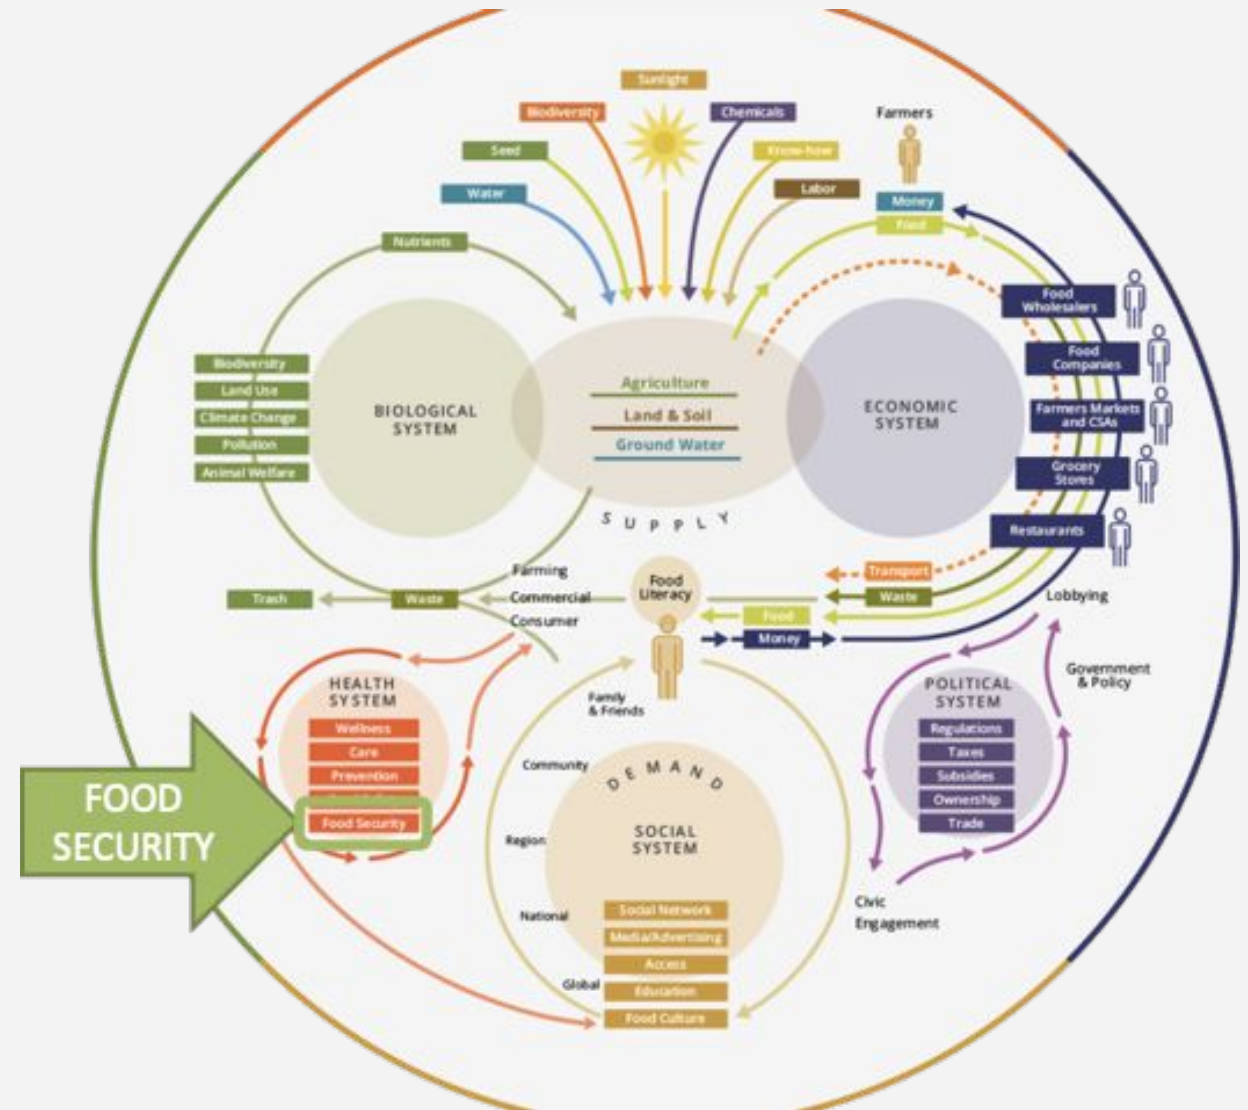 Sunlight
Biodiversity
Chemicals
Seed
Know-how
Water
Labor
Nutrients
Farmers
Money
Food
Food
Wholesalers
Food
Companies
Farmers Markets
and CSAs
Grocery
Stores
Restaurants
Biodiversity
Land Use
Climate Change
Pollution
Animal Welfare
BIOLOGICAL
SYSTEM
Agriculture
Land & Soil
Ground Water
ECONOMIC
SYSTEM
SUPPLY
Farming
Commercial
Consumer
Trash
Waste
Food
Literacy
Transport
Waste
Food
Money
Lobbying
HEALTH
SYSTEM
Wellness
Care
Prevention
Food Security
FOOD
SECURITY
Family
& Friends
Community
Region
National
Global
DEMAND
SOCIAL
SYSTEM
Social Network
Media/Advertising
Access
Education
Food Culture
POLITICAL
SYSTEM
Regulations
Taxes
Subsidies
Ownership
Trade
Government
& Policy
Civic
Engagement